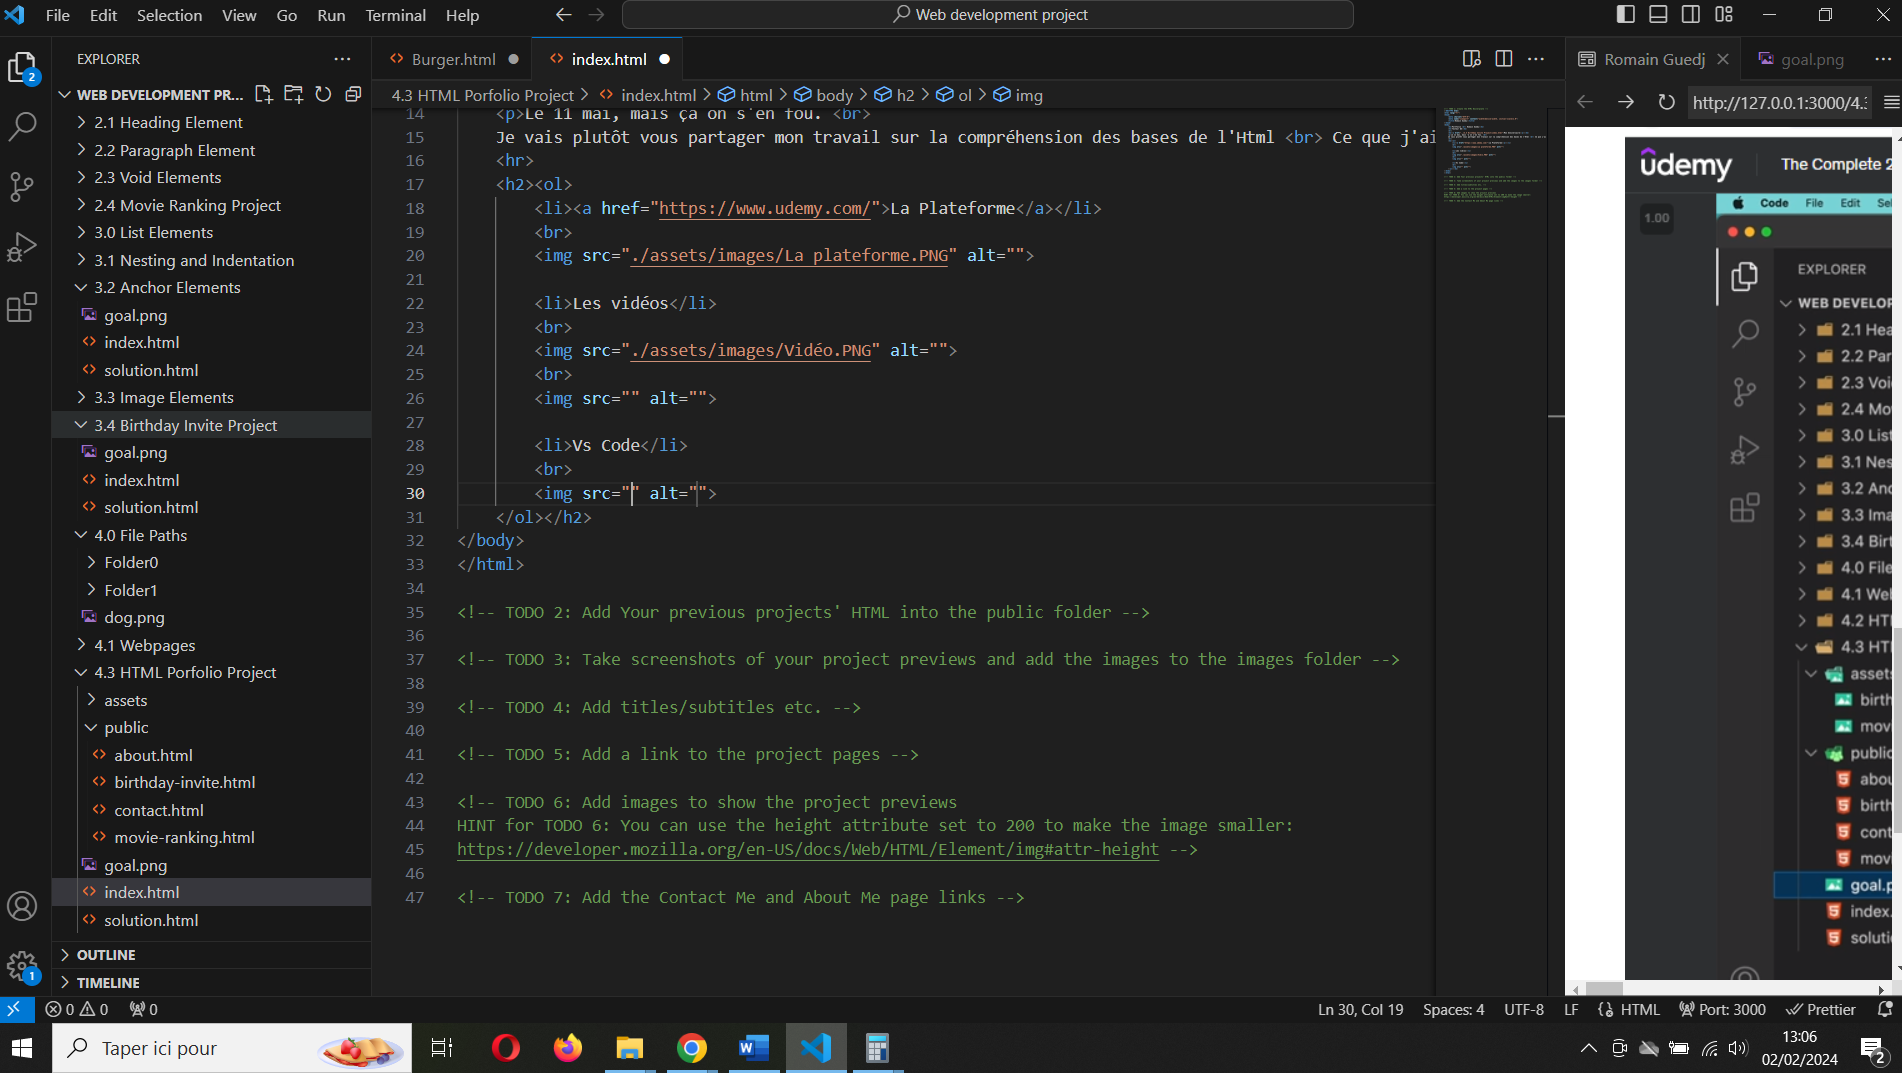 File Edit Selection View Go Run Terminal Help
Web development project
EXPLORER
WEB DEVELOPMENT PR...
2
2.1 Heading Element
2.2 Paragraph Element
2.3 Void Elements
2.4 Movie Ranking Project
3.0 List Elements
3.1 Nesting and Indentation
3.2 Anchor Elements
goal.png
index.html
solution.html
3.3 Image Elements
3.4 Birthday Invite Project
goal.png
index.html
solution.html
4.0 File Paths
Folder0
Folder1
dog.png
4.1 Webpages
4.3 HTML Porfolio Project
assets
public
about.html
birthday-invite.html
contact.html
movie-ranking.html
goal.png
index.html
solution.html
OUTLINE
TIMELINE
1
Burger.html
index.html
4.3 HTML Porfolio Project > index.html > html > body > h2 > ol > img
14 <p>Le 11 mai, mais ça on s'en fou. <br>
15 Je vais plutôt vous partager mon travail sur la compréhension des bases de l'Html <br> Ce que j'ai
16 <hr>
17 <h2><ol>
18 <li><a href="https://www.udemy.com/">La Plateforme</a></li>
19 <br>
20 <img src="./assets/images/La plateforme.PNG" alt="">
21
22 <li>Les vidéos</li>
23 <br>
24 <img src="./assets/images/Vidéo.PNG" alt="">
25 <br>
26 <img src="" alt="">
27
28 <li>Vs Code</li>
29 <br>
30 <img src="" alt="">
31 </ol></h2>
32 </body>
33 </html>
34
35 <!-- TODO 2: Add Your previous projects' HTML into the public folder -->
36
37 <!-- TODO 3: Take screenshots of your project previews and add the images to the images folder -->
38
39 <!-- TODO 4: Add titles/subtitles etc. -->
40
41 <!-- TODO 5: Add a link to the project pages -->
42
43 <!-- TODO 6: Add images to show the project previews
44 HINT for TODO 6: You can use the height attribute set to 200 to make the image smaller:
45 https://developer.mozilla.org/en-US/docs/Web/HTML/Element/img#attr-height -->
46
47 <!-- TODO 7: Add the Contact Me and About Me page links -->
Romain Guedj
goal.png
http://127.0.0.1:3000/4.
udemy
The Complete 2
1.00
Code File Edit Sel
EXPLORER
WEB DEVELOP
2.1 Hea
2.2 Par
2.3 Voi
2.4 Mo
3.0 List
3.1 Nes
3.2 Anc
3.3 Ima
3.4 Birt
4.0 File
4.1 Wel
4.2 HT
4.3 HT
assets
birth
movi
public
abou
birth
cont
movi
goal.p
index.
soluti
0 0 0
Ln 30, Col 19 Spaces: 4 UTF-8 LF {} HTML Port: 3000 Prettier
Taper ici pour
13:06
02/02/2024
2